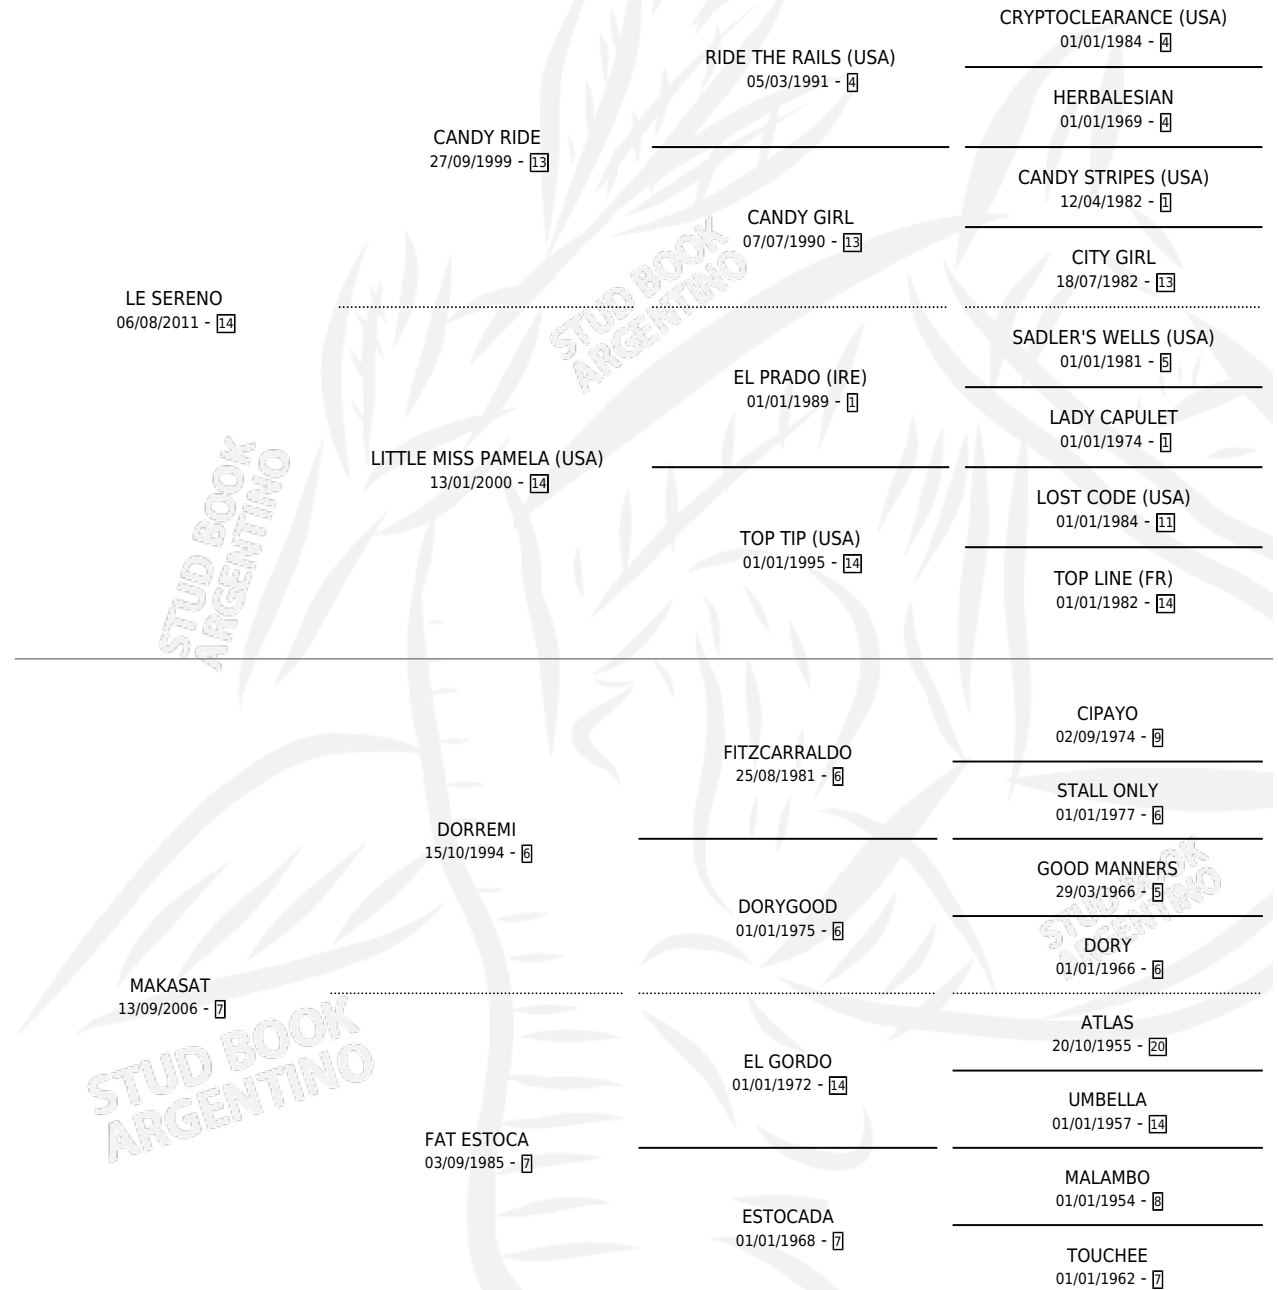 CRYPTOCLEARANCE (USA)
01/01/1984 - 4
RIDE THE RAILS (USA)
05/03/1991 - 4
HERBALESIAN
01/01/1969 - 4
CANDY RIDE
27/09/1999 - 13
CANDY STRIPES (USA)
12/04/1982 - 1
CANDY GIRL
07/07/1990 - 13
CITY GIRL
18/07/1982 - 13
LE SERENO
06/08/2011 - 14
SADLER'S WELLS (USA)
01/01/1981 - 5
EL PRADO (IRE)
01/01/1989 - 1
LADY CAPULET
01/01/1974 - 1
LITTLE MISS PAMELA (USA)
13/01/2000 - 14
LOST CODE (USA)
01/01/1984 - 11
TOP TIP (USA)
01/01/1995 - 14
TOP LINE (FR)
01/01/1982 - 14
CIPAYO
02/09/1974 - 9
FITZCARRALDO
25/08/1981 - 6
STALL ONLY
01/01/1977 - 6
DORREMI
15/10/1994 - 6
GOOD MANNERS
29/03/1966 - 5
DORYGOOD
01/01/1975 - 6
DORY
01/01/1966 - 6
MAKASAT
13/09/2006 - 7
ATLAS
20/10/1955 - 20
EL GORDO
01/01/1972 - 14
UMBELLA
01/01/1957 - 14
FAT ESTOCA
03/09/1985 - 7
MALAMBO
01/01/1954 - 8
ESTOCADA
01/01/1968 - 7
TOUCHEE
01/01/1962 - 7
STUD BOOK
ARGENTINO
STUD BOOK
ARGENTINO
STUD BOOK
ARGENTINO
STUD BOOK
ARGENTINO